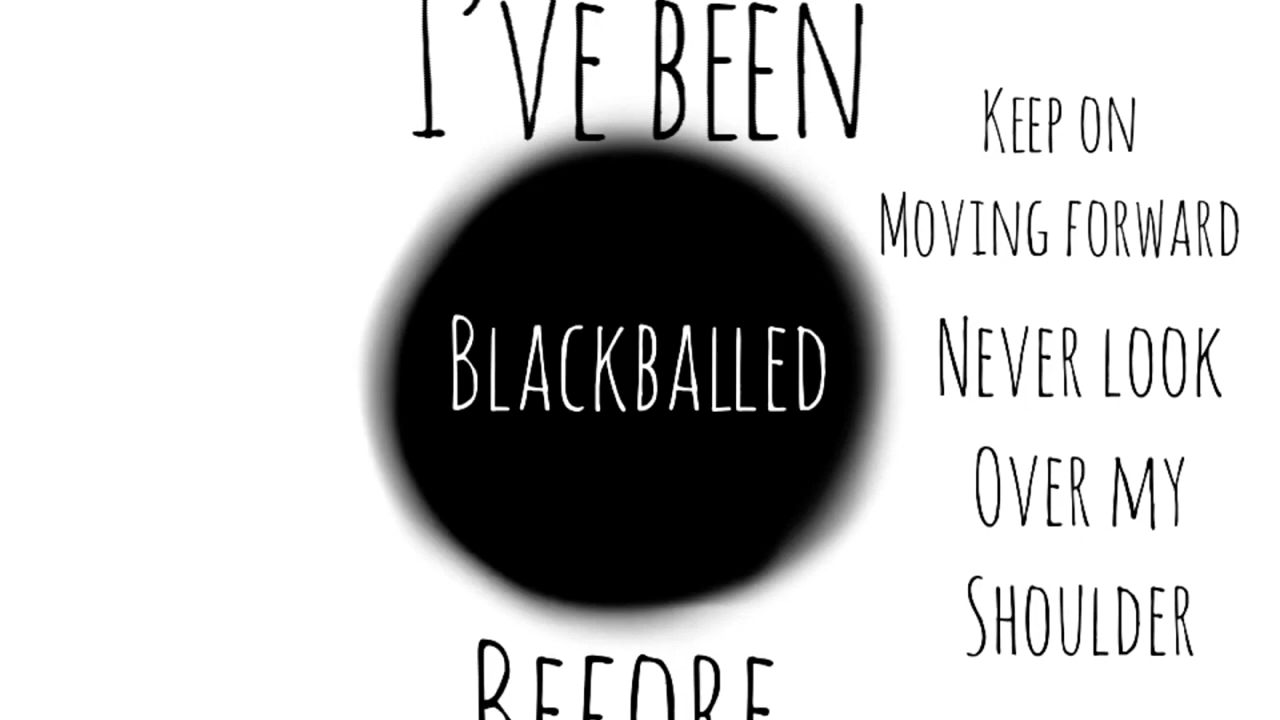 I'VE BEEN
BLACKBALLED
BEFORE
KEEP ON
MOVING FORWARD
NEVER LOOK
OVER MY
SHOULDER